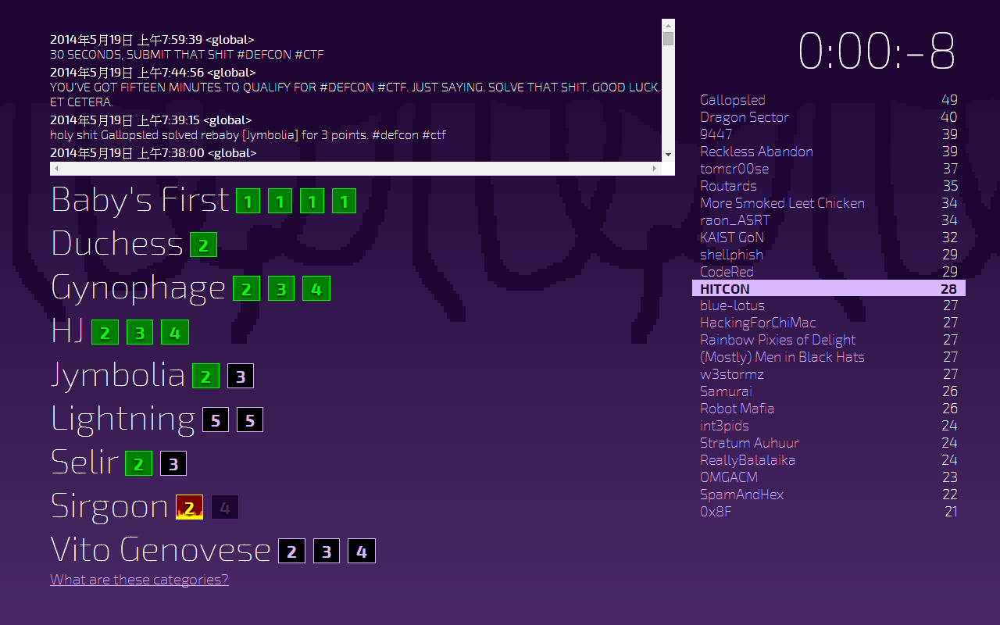 2014年5月19日 上午7:59:39 <global>
30 SECONDS, SUBMIT THAT SHIT #DEFCON #CTF
2014年5月19日 上午7:44:56 <global>
YOU'VE GOT FIFTEEN MINUTES TO QUALIFY FOR #DEFCON #CTF. JUST SAYING. SOLVE THAT SHIT. GOOD LUCK.
ET CETERA.
2014年5月19日 上午7:39:15 <global>
holy shit Gallopsled solved rebaby [Jymbolia] for 3 points. #defcon #ctf
2014年5月19日 上午7:38:00 <global>
Baby's First 1 1 1 1
Duchess 2
Gynophage 2 3 4
HJ 2 3 4
Jymbolia 2 3
Lightning 5 5
Selir 2 3
Sirgoon 2 4
Vito Genovese 2 3 4
What are these categories?
0:00:-8
Gallopsled 49
Dragon Sector 40
9447 39
Reckless Abandon 39
tomcr00se 37
Routards 35
More Smoked Leet Chicken 34
raon_ASRT 34
KAIST GoN 32
shellphish 29
CodeRed 29
HITCON 28
blue-lotus 27
HackingForChiMac 27
Rainbow Pixies of Delight 27
(Mostly) Men in Black Hats 27
w3stormz 27
Samurai 26
Robot Mafia 26
int3pids 24
Stratum Auhuur 24
ReallyBalalaika 24
OMGACM 23
SpamAndHex 22
0x8F 21